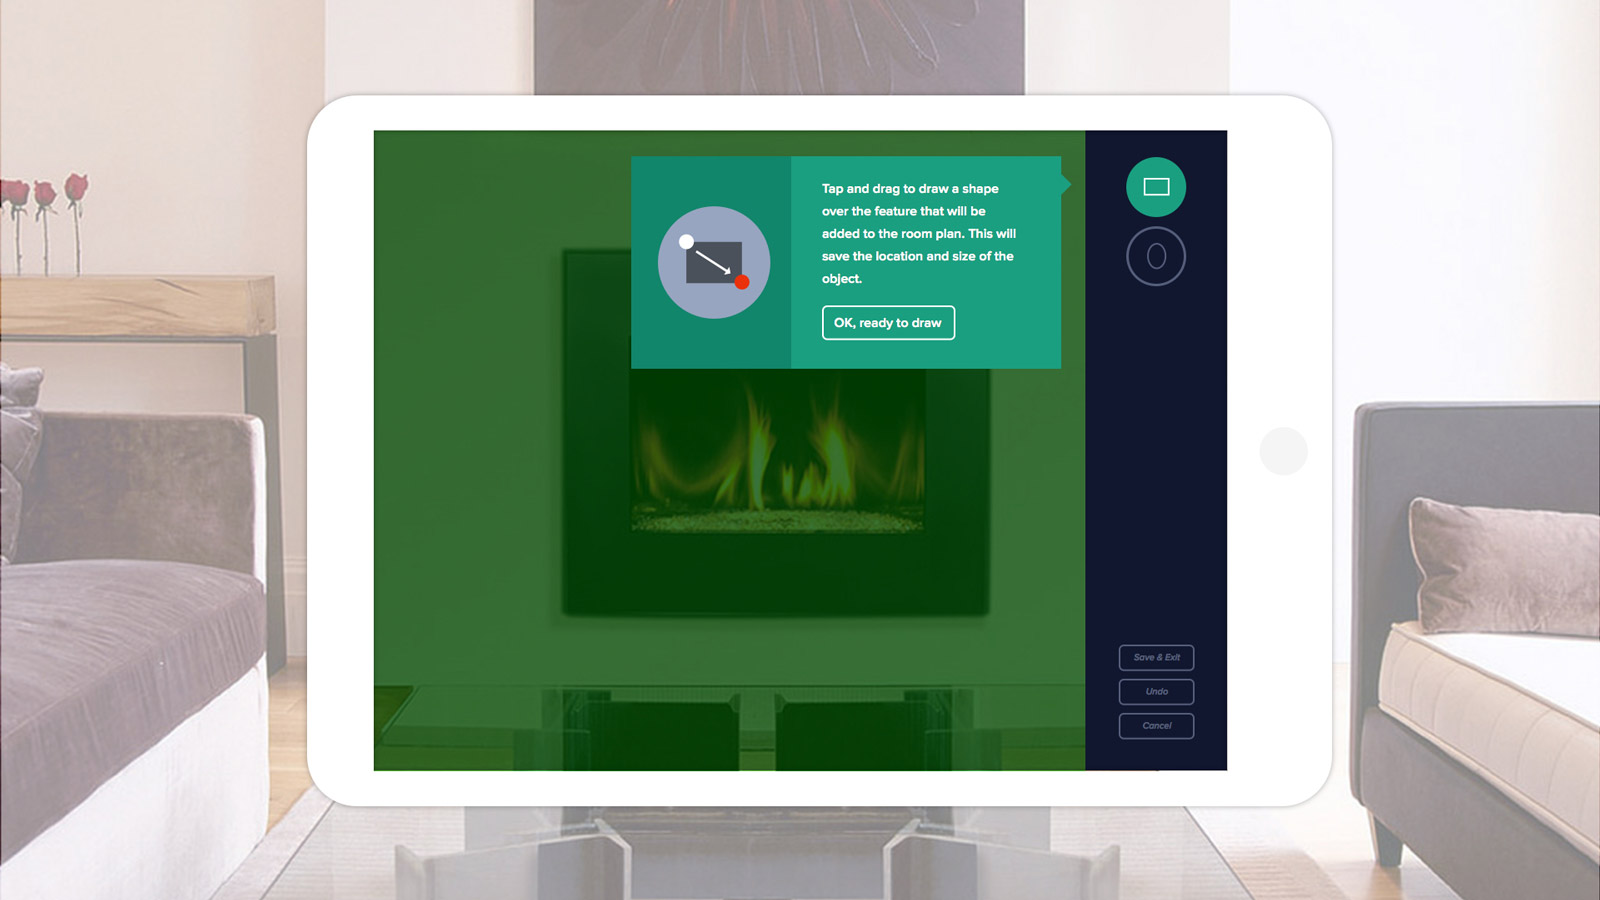 Tap and drag to draw a shape
over the feature that will be
added to the room plan. This will
save the location and size of the
object.
OK, ready to draw
Save & Exit
Undo
Cancel